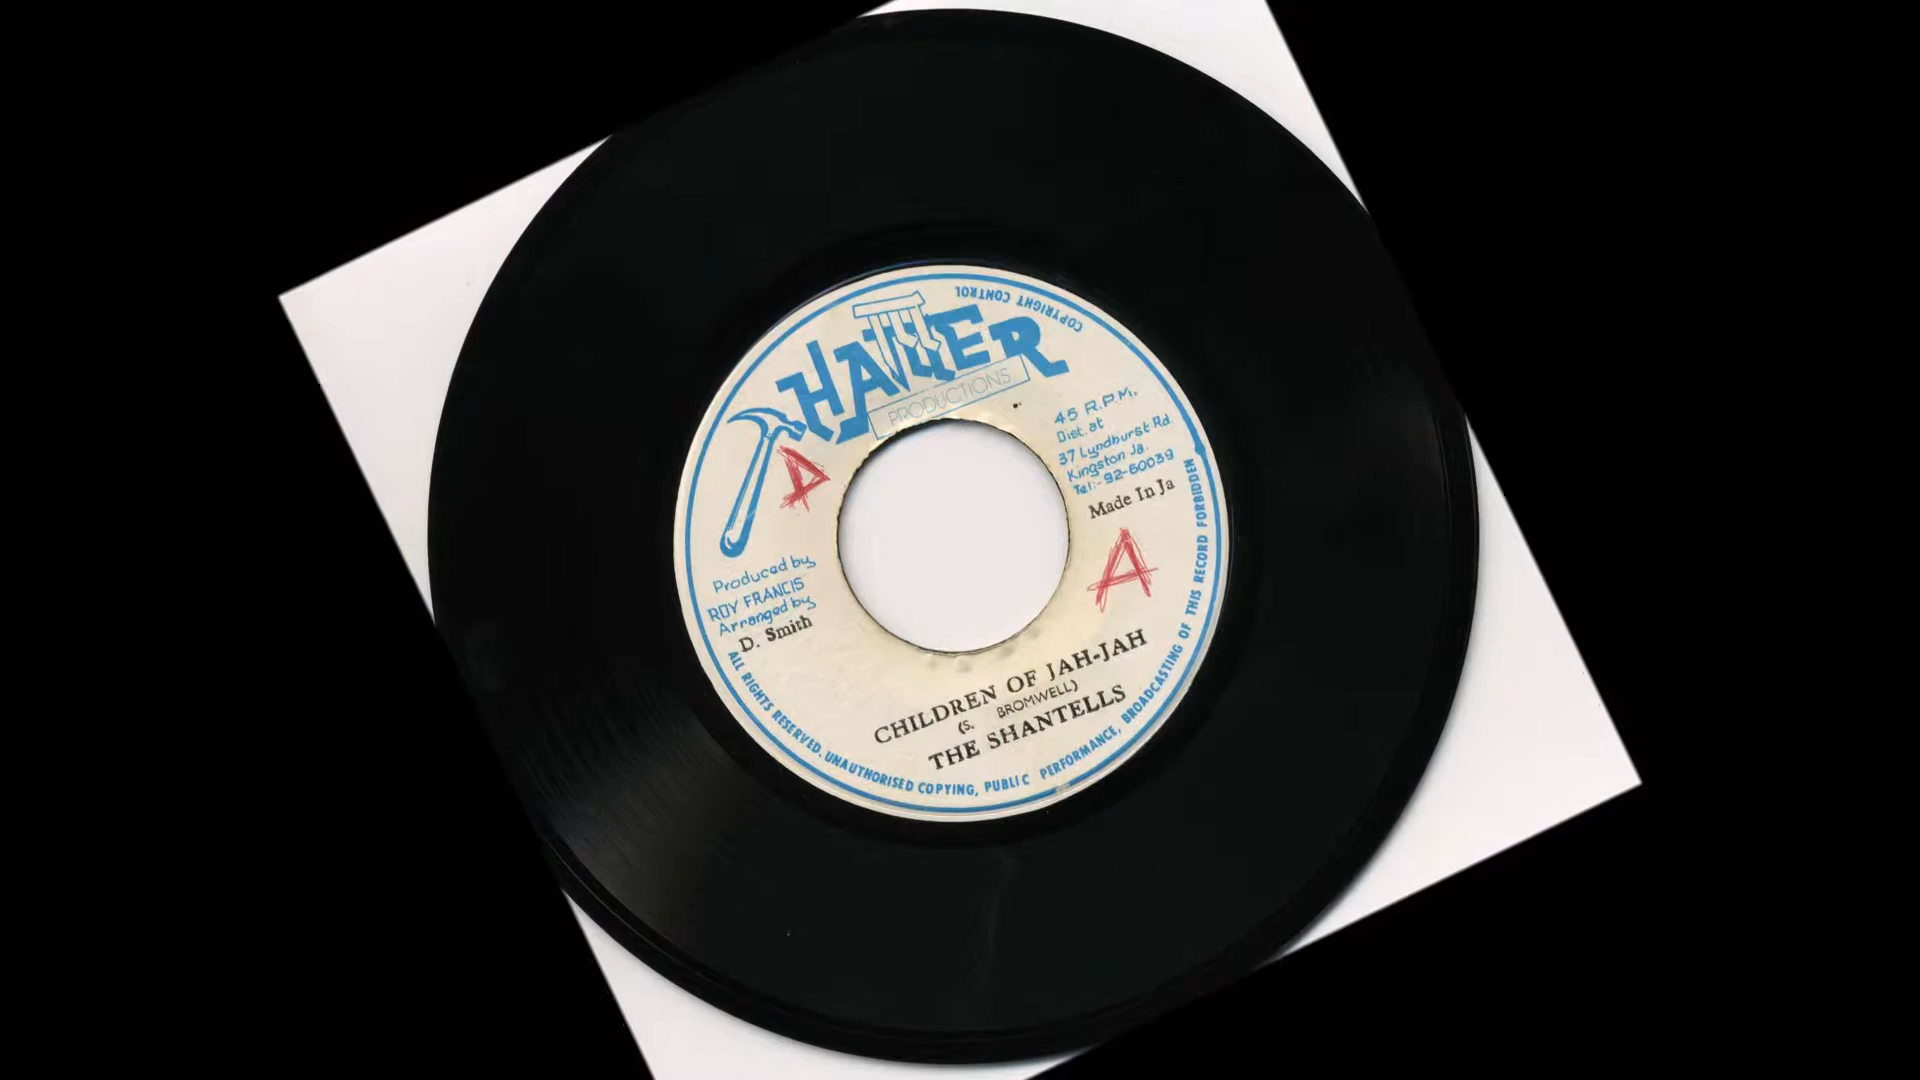 PRODUCTIONS
COPYRIGHT CONTROL
45 R.P.M.
Dist. at
37 Lyndhurst Rd.
Kingston Ja.
Tel:-92-60039
Made In Ja
A
A
Produced by
ROY FRANCIS
Arranged by
D. Smith
CHILDREN OF JAH-JAH
(S. BROMWELL)
THE SHANTELLS
ALL RIGHTS RESERVED. UNAUTHORISED COPYING, PUBLIC PERFORMANCE, BROADCASTING OF THIS RECORD FORBIDDEN